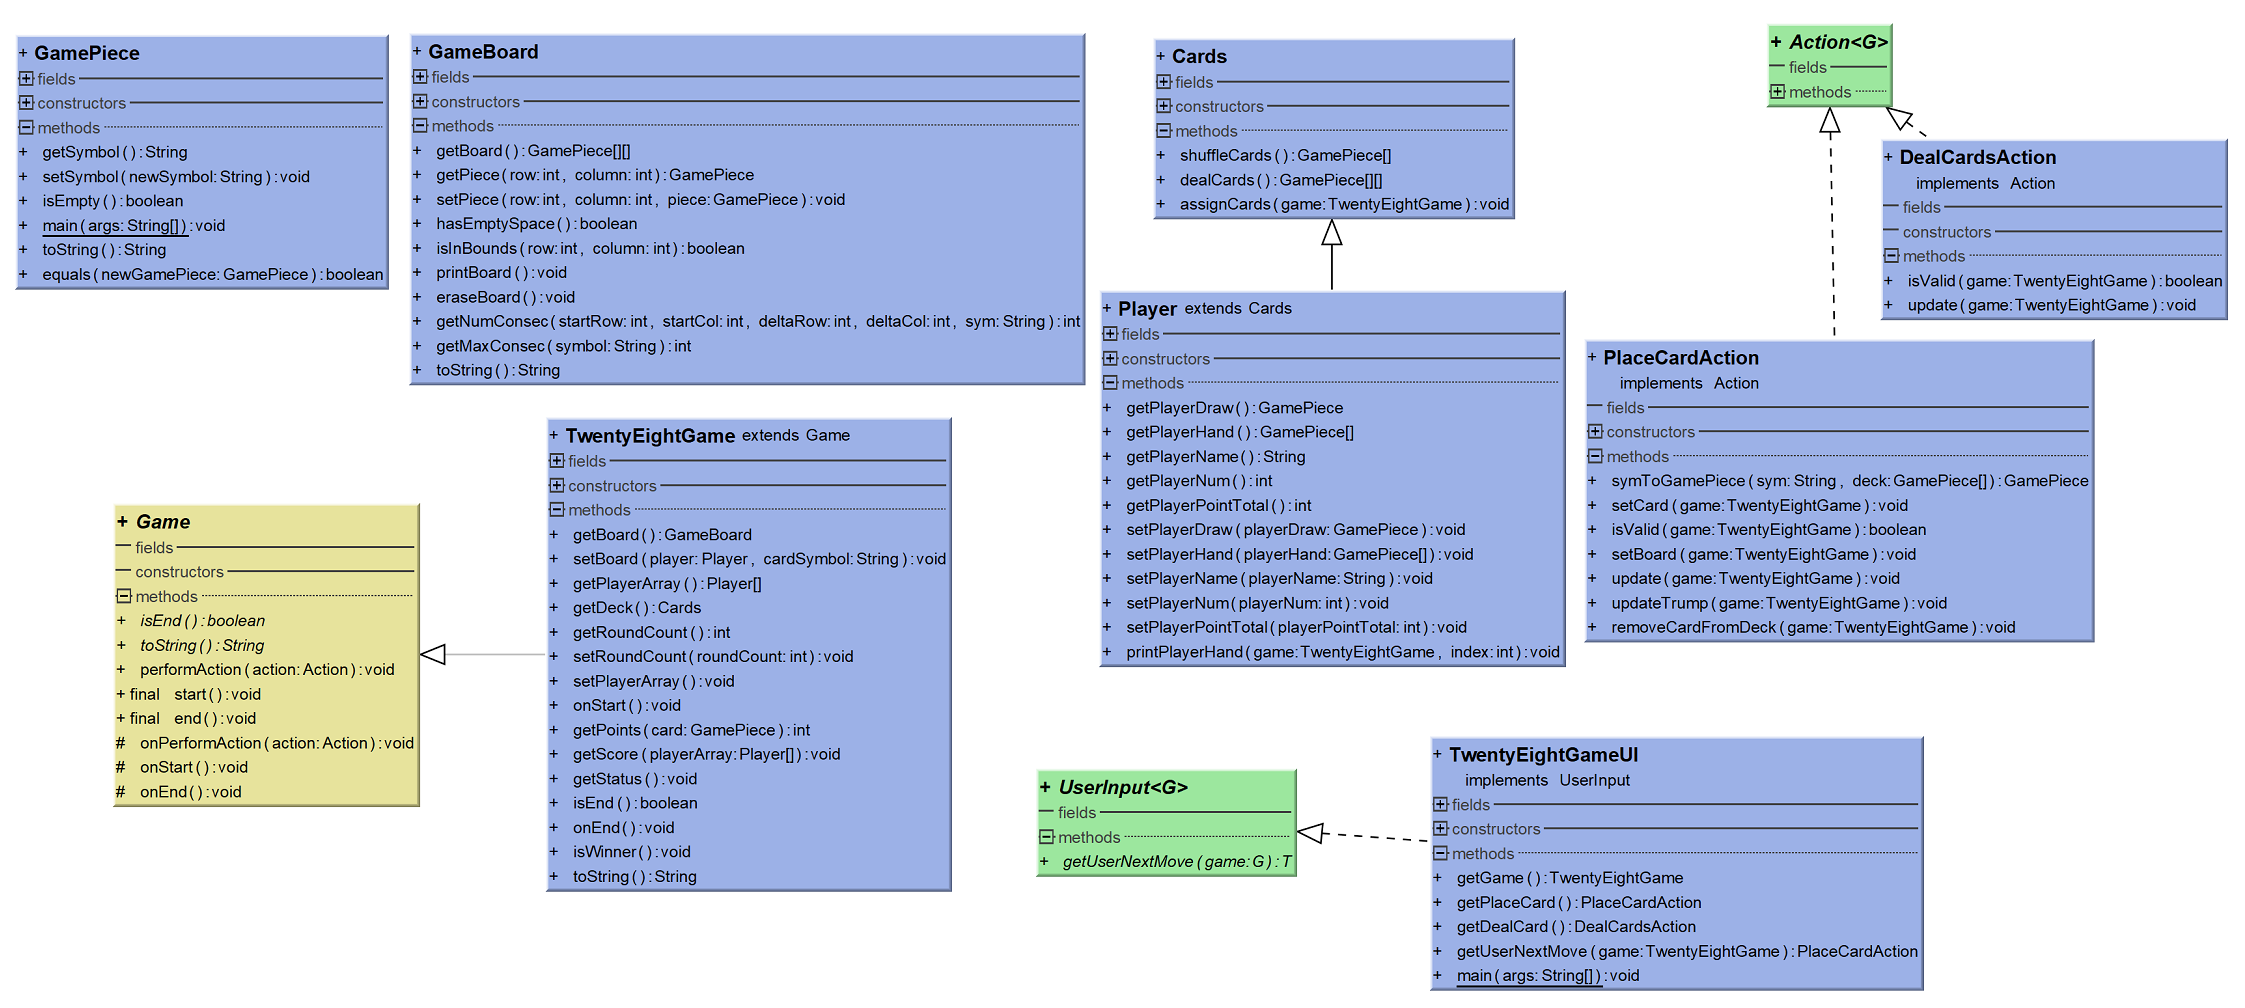 + GamePiece
fields
constructors
methods
+ getSymbol():String
+ setSymbol(newSymbol:String):void
+ isEmpty():boolean
+ main(args:String[]):void
+ toString():String
+ equals(newGamePiece:GamePiece):boolean
+ GameBoard
fields
constructors
methods
+ getBoard():GamePiece[][]
+ getPiece(row:int, column:int):GamePiece
+ setPiece(row:int, column:int, piece:GamePiece):void
+ hasEmptySpace():boolean
+ isInBounds(row:int, column:int):boolean
+ printBoard():void
+ eraseBoard():void
+ getNumConsec(startRow:int, startCol:int, deltaRow:int, deltaCol:int, sym:String):int
+ getMaxConsec(symbol:String):int
+ toString():String
+ Cards
fields
constructors
methods
+ shuffleCards():GamePiece[]
+ dealCards():GamePiece[][]
+ assignCards(game:TwentyEightGame):void
+ Action<G>
fields
methods
+ DealCardsAction
implements Action
fields
constructors
methods
+ isValid(game:TwentyEightGame):boolean
+ update(game:TwentyEightGame):void
+ Player extends Cards
fields
constructors
methods
+ getPlayerDraw():GamePiece
+ getPlayerHand():GamePiece[]
+ getPlayerName():String
+ getPlayerNum():int
+ getPlayerPointTotal():int
+ setPlayerDraw(playerDraw:GamePiece):void
+ setPlayerHand(playerHand:GamePiece[]):void
+ setPlayerName(playerName:String):void
+ setPlayerNum(playerNum:int):void
+ setPlayerPointTotal(playerPointTotal:int):void
+ printPlayerHand(game:TwentyEightGame, index:int):void
+ PlaceCardAction
implements Action
fields
constructors
methods
+ symToGamePiece(sym:String, deck:GamePiece[]):GamePiece
+ setCard(game:TwentyEightGame):void
+ isValid(game:TwentyEightGame):boolean
+ setBoard(game:TwentyEightGame):void
+ update(game:TwentyEightGame):void
+ updateTrump(game:TwentyEightGame):void
+ removeCardFromDeck(game:TwentyEightGame):void
+ Game
fields
constructors
methods
+ isEnd():boolean
+ toString():String
+ performAction(action:Action):void
+ final start():void
+ final end():void
# onPerformAction(action:Action):void
# onStart():void
# onEnd():void
+ TwentyEightGame extends Game
fields
constructors
methods
+ getBoard():GameBoard
+ setBoard(player:Player, cardSymbol:String):void
+ getPlayerArray():Player[]
+ getDeck():Cards
+ getRoundCount():int
+ setRoundCount(roundCount:int):void
+ setPlayerArray():void
+ onStart():void
+ getPoints(card:GamePiece):int
+ getScore(playerArray:Player[]):void
+ getStatus():void
+ isEnd():boolean
+ onEnd():void
+ isWinner():void
+ toString():String
+ UserInput<G>
fields
methods
+ getUserNextMove(game:G):T
+ TwentyEightGameUI
implements UserInput
fields
constructors
methods
+ getGame():TwentyEightGame
+ getPlaceCard():PlaceCardAction
+ getDealCard():DealCardsAction
+ getUserNextMove(game:TwentyEightGame):PlaceCardAction
+ main(args:String[]):void